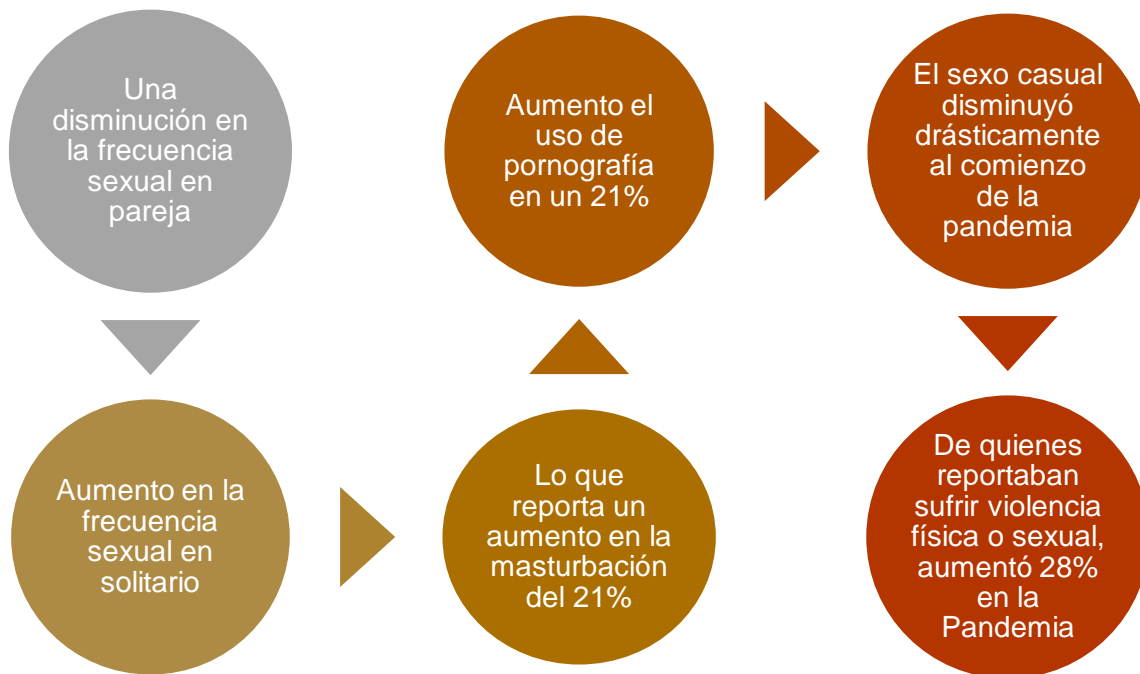 Una
disminución en
la frecuencia
sexual en
pareja
Aumento en la
frecuencia
sexual en
solitario
Lo que
reporta un
aumento en la
masturbación
del 21%
Aumento el
uso de
pornografía
en un 21%
El sexo casual
disminuyó
drásticamente
al comienzo
de la
pandemia
De quienes
reportaban
sufrir violencia
física o sexual,
aumentó 28%
en la
Pandemia